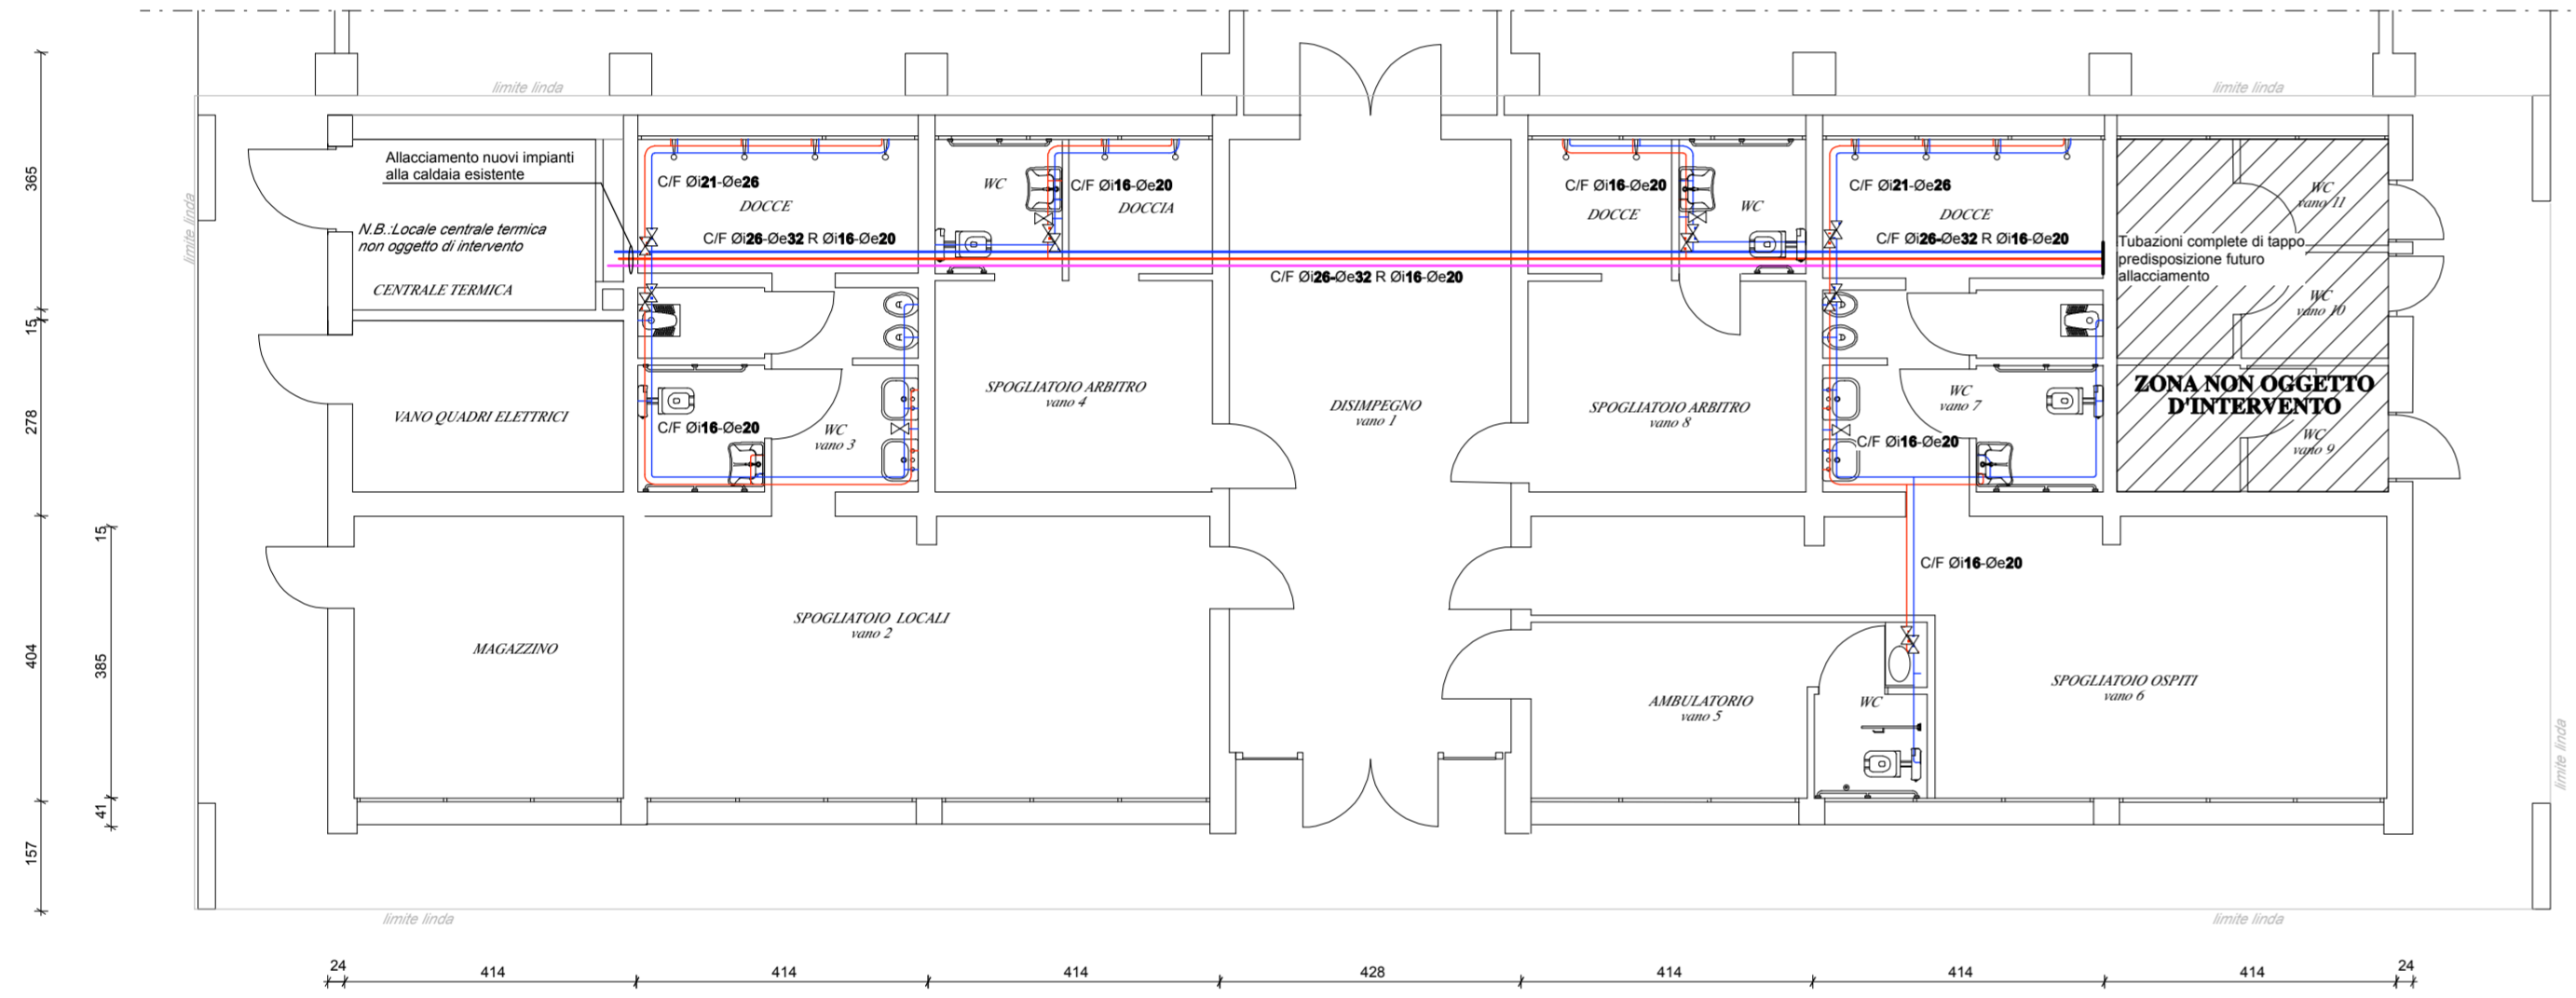 limite linda
limite linda
365
Allacciamento nuovi impianti
alla caldaia esistente
N.B.:Locale centrale termica
non oggetto di intervento
CENTRALE TERMICA
limite linda
C/F Øi21-Øe26
DOCCE
C/F Øi26-Øe32 R Øi16-Øe20
WC
C/F Øi16-Øe20
DOCCIA
C/F Øi26-Øe32 R Øi16-Øe20
C/F Øi16-Øe20
DOCCE
WC
C/F Øi21-Øe26
DOCCE
C/F Øi26-Øe32 R Øi16-Øe20
WC
vano 11
Tubazioni complete di tappo
predisposizione futuro
allacciamento
WC
vano 10
15
278
VANO QUADRI ELETTRICI
C/F Øi16-Øe20
WC
vano 3
SPOGLIATOIO ARBITRO
vano 4
DISIMPEGNO
vano 1
SPOGLIATOIO ARBITRO
vano 8
WC
vano 7
C/F Øi16-Øe20
ZONA NON OGGETTO
D'INTERVENTO
WC
vano 9
15
404
385
MAGAZZINO
SPOGLIATOIO LOCALI
vano 2
C/F Øi16-Øe20
AMBULATORIO
vano 5
WC
SPOGLIATOIO OSPITI
vano 6
limite linda
41
157
limite linda
limite linda
24
414
414
414
428
414
414
414
24